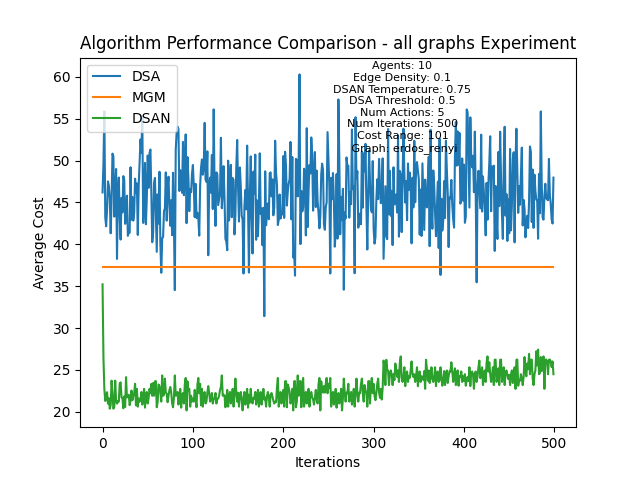 Algorithm Performance Comparison - all graphs Experiment
DSA
MGM
DSAN
Agents: 10
Edge Density: 0.1
DSAN Temperature: 0.75
DSA Threshold: 0.5
Num Actions: 5
Num Iterations: 500
Cost Range: 101
Graph: erdos_renyi
Average Cost
60
55
50
45
40
35
30
25
20
0
100
200
300
400
500
Iterations